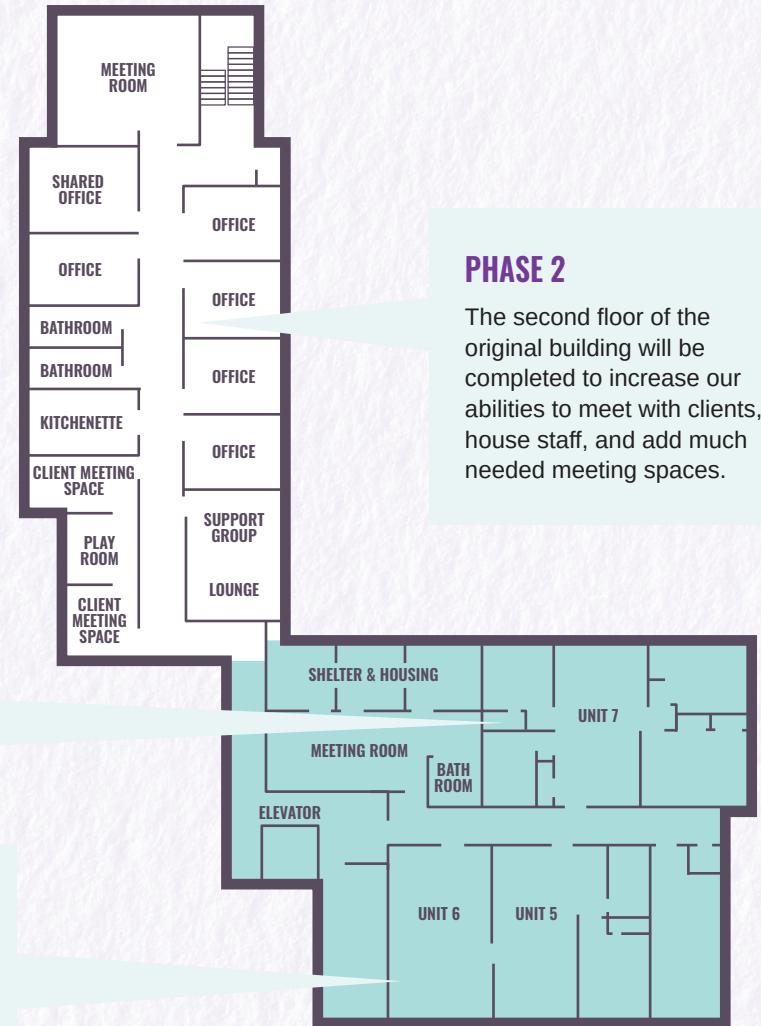 MEETING
ROOM
SHARED
OFFICE
OFFICE
OFFICE
OFFICE
BATHROOM
BATHROOM
OFFICE
KITCHENETTE
OFFICE
CLIENT MEETING
SPACE
SUPPORT
GROUP
PLAY
ROOM
LOUNGE
CLIENT
MEETING
SPACE
PHASE 2
The second floor of the
original building will be
completed to increase our
abilities to meet with clients,
house staff, and add much
needed meeting spaces.
SHELTER & HOUSING
UNIT 7
MEETING ROOM
BATH
ROOM
ELEVATOR
UNIT 6
UNIT 5